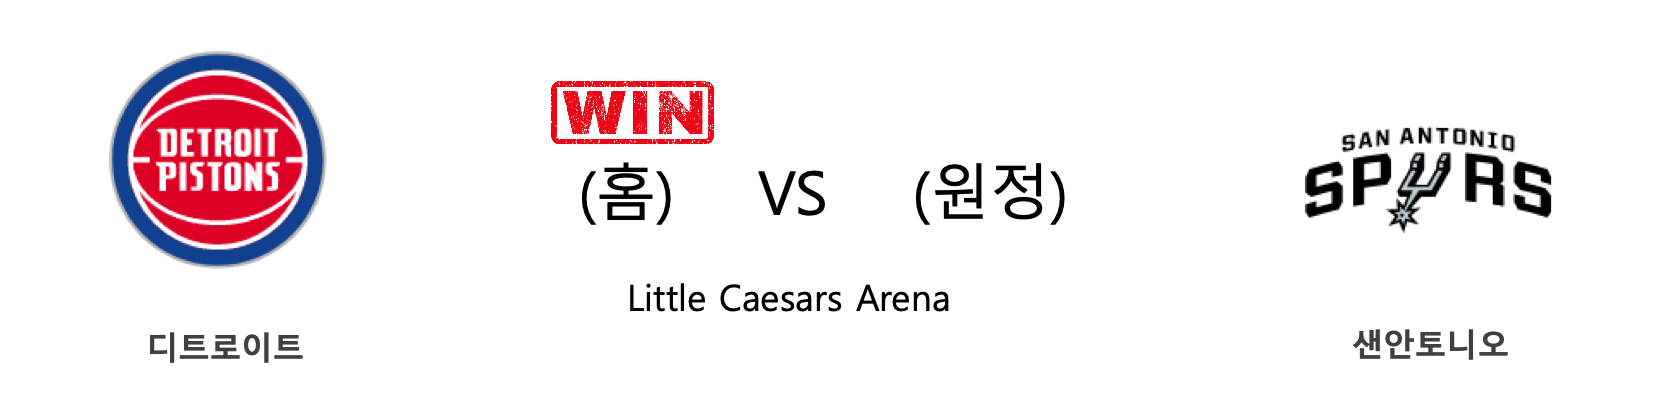 DETROIT
PISTONS
WIN
(홈) VS (원정)
SAN ANTONIO
SPURS
Little Caesars Arena
디트로이트
샌안토니오